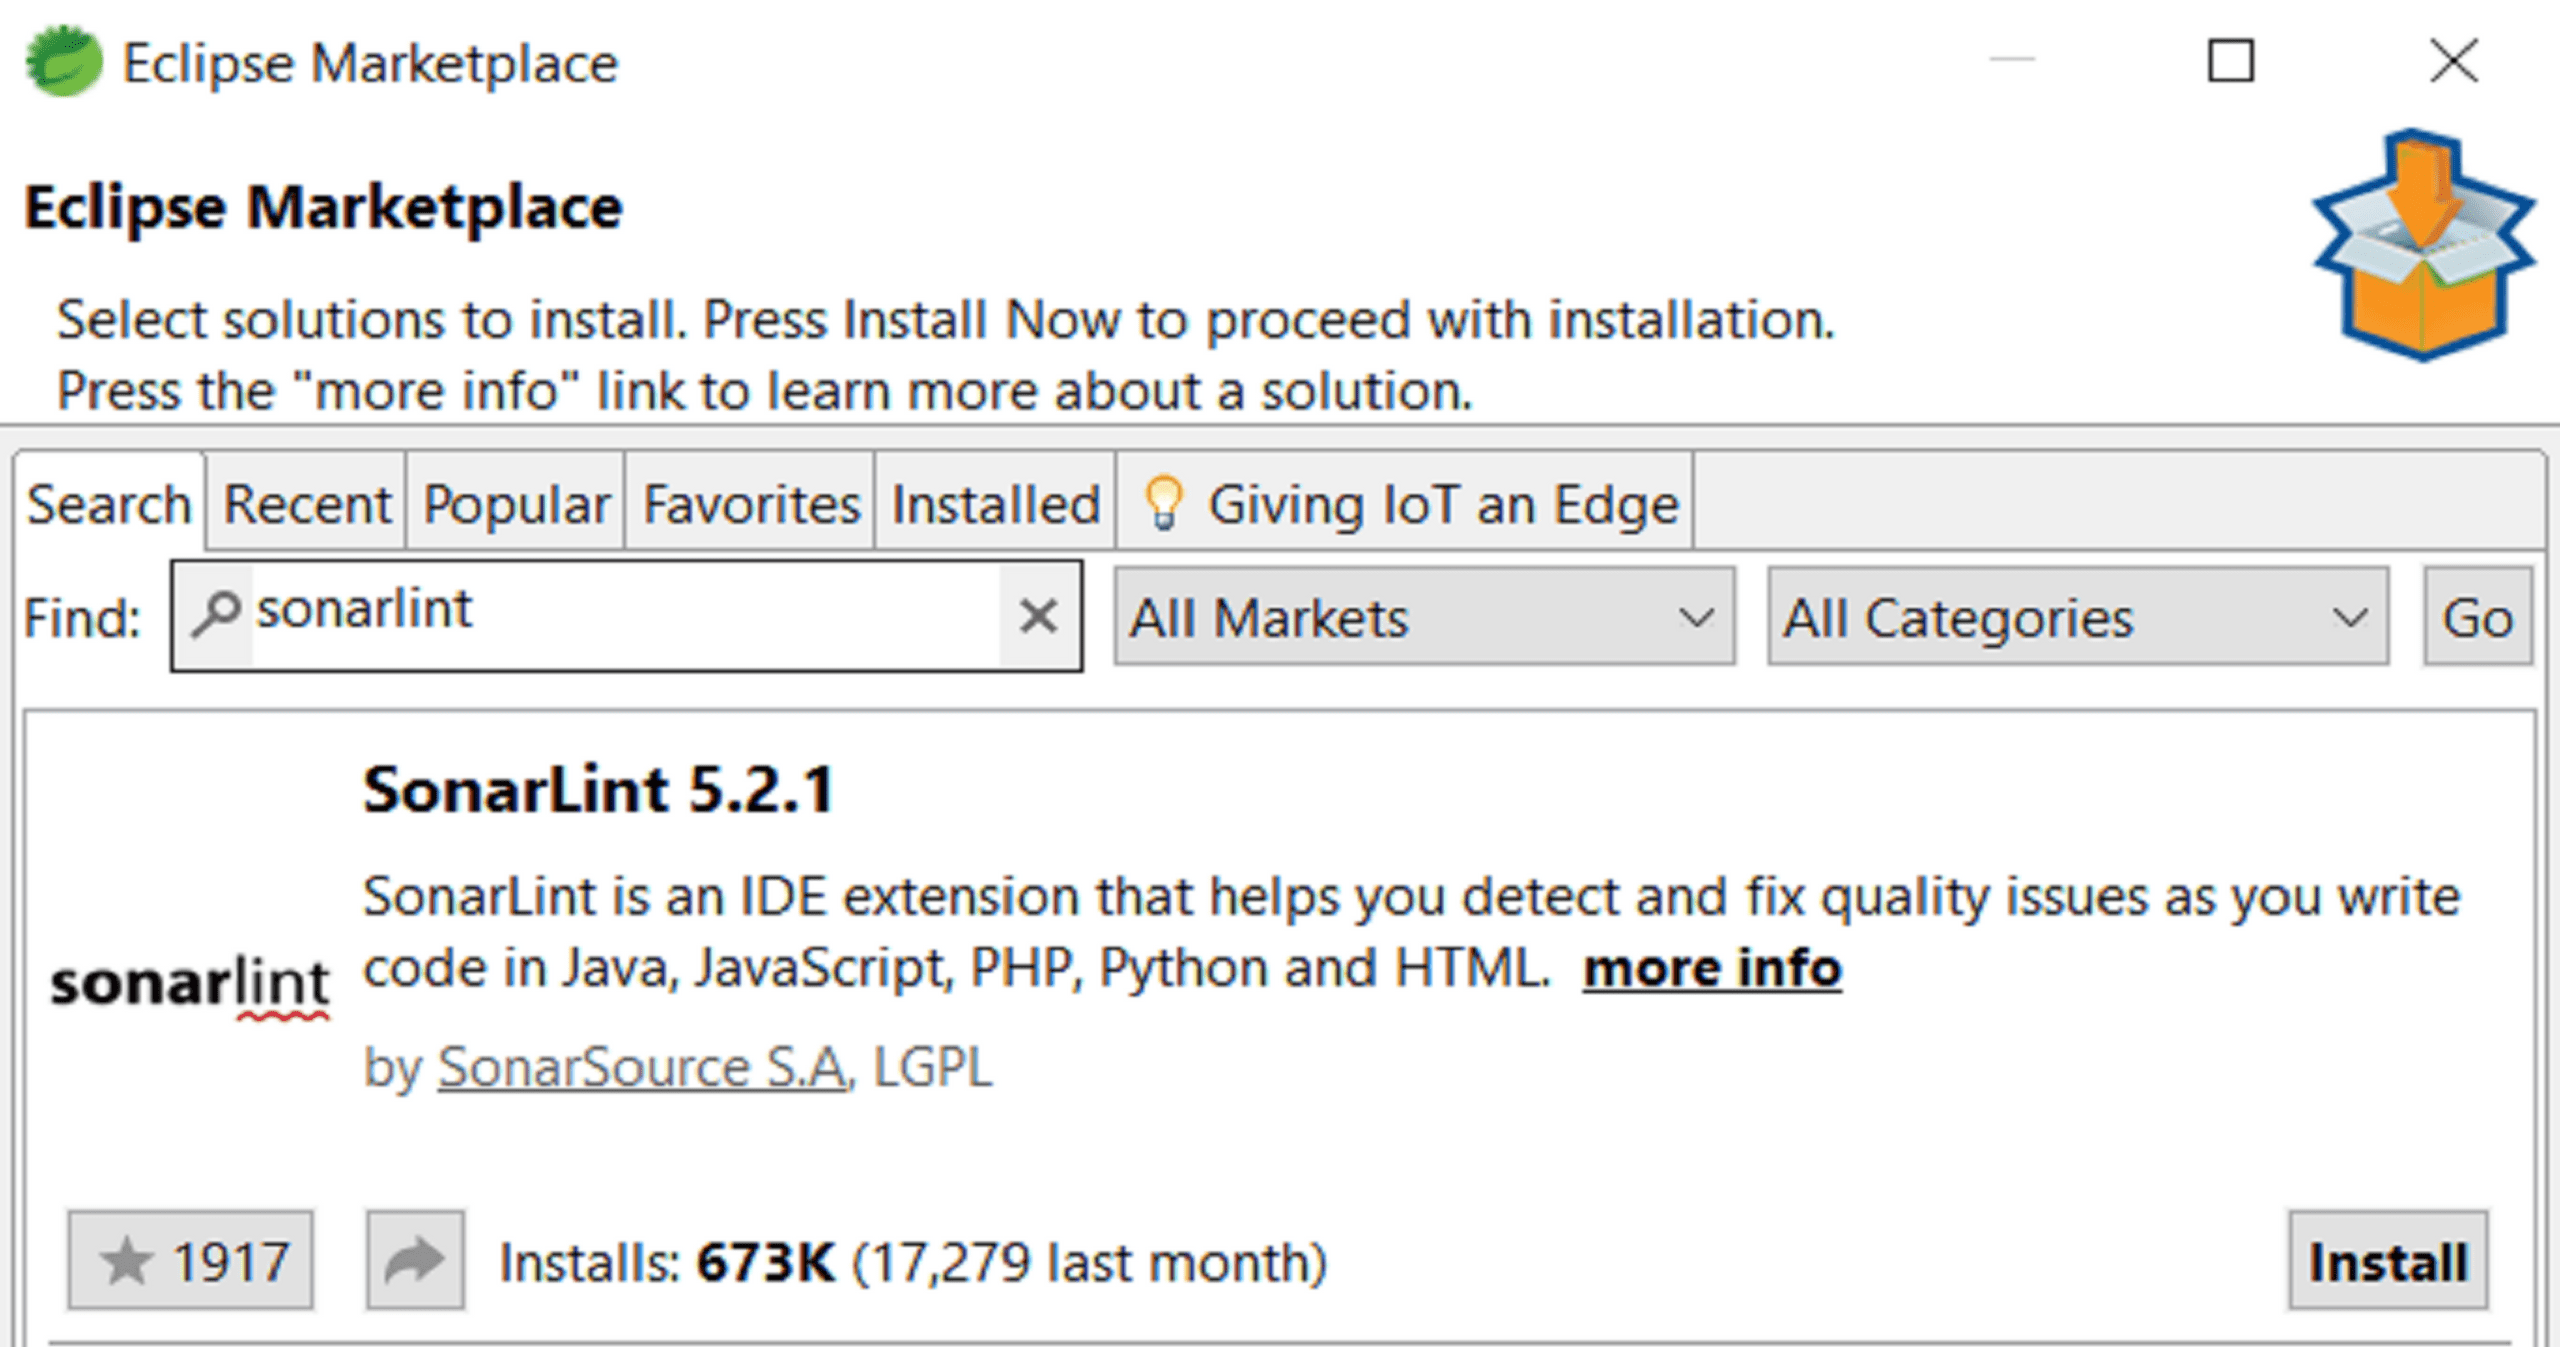 Eclipse Marketplace
Eclipse Marketplace
Select solutions to install. Press Install Now to proceed with installation.
Press the "more info" link to learn more about a solution.
Search Recent Popular Favorites Installed Giving IoT an Edge
Find: sonarlint All Markets All Categories Go
SonarLint 5.2.1
SonarLint is an IDE extension that helps you detect and fix quality issues as you write
code in Java, JavaScript, PHP, Python and HTML. more info
sonarlint
by SonarSource S.A, LGPL
1917 Installs: 673K (17,279 last month) Install